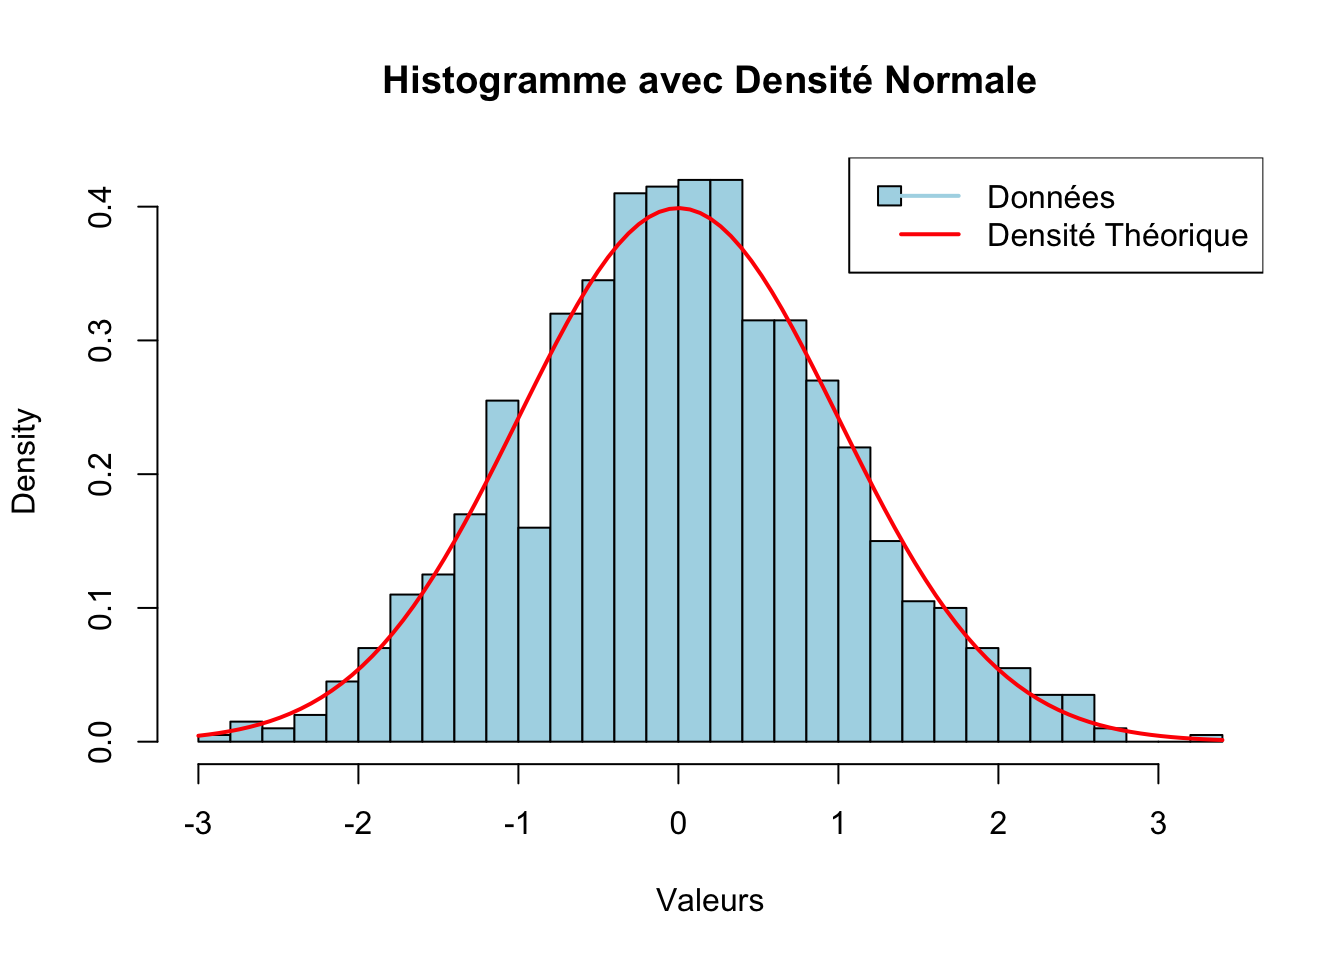 Histogramme avec Densité Normale
Données
Densité Théorique
Density
0.4
0.3
0.2
0.1
0.0
-3 -2 -1 0 1 2 3
Valeurs